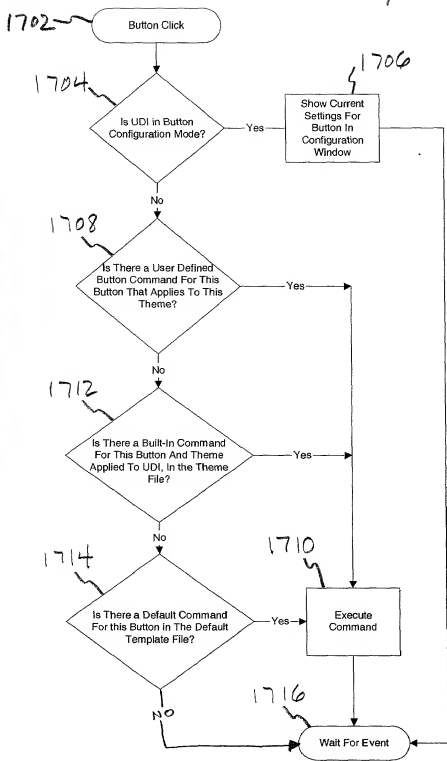 1702
Button Click
1704
1706
Is UDI in Button
Configuration Mode?
Yes
Show Current
Settings For
Button In
Configuration
Window
No
1708
Is There a User Defined
Button Command For This
Button That Applies To This
Theme?
Yes
No
1712
Is There a Built-In Command
For This Button And Theme
Applied To UDI, In the Theme
File?
Yes
No
1714
1710
Is There a Default Command
For this Button in The Default
Template File?
Yes
Execute
Command
NO
1716
Wait For Event